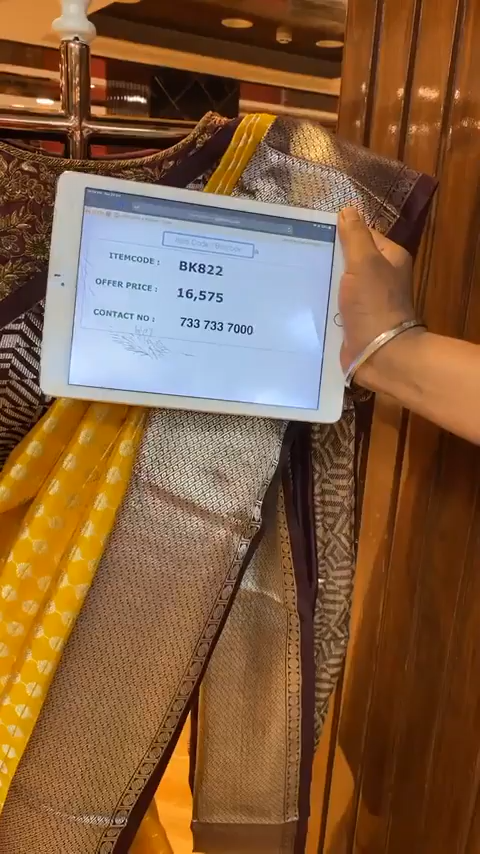 ITEMCODE : BK822
OFFER PRICE : 16,575
CONTACT NO : 733 733 7000